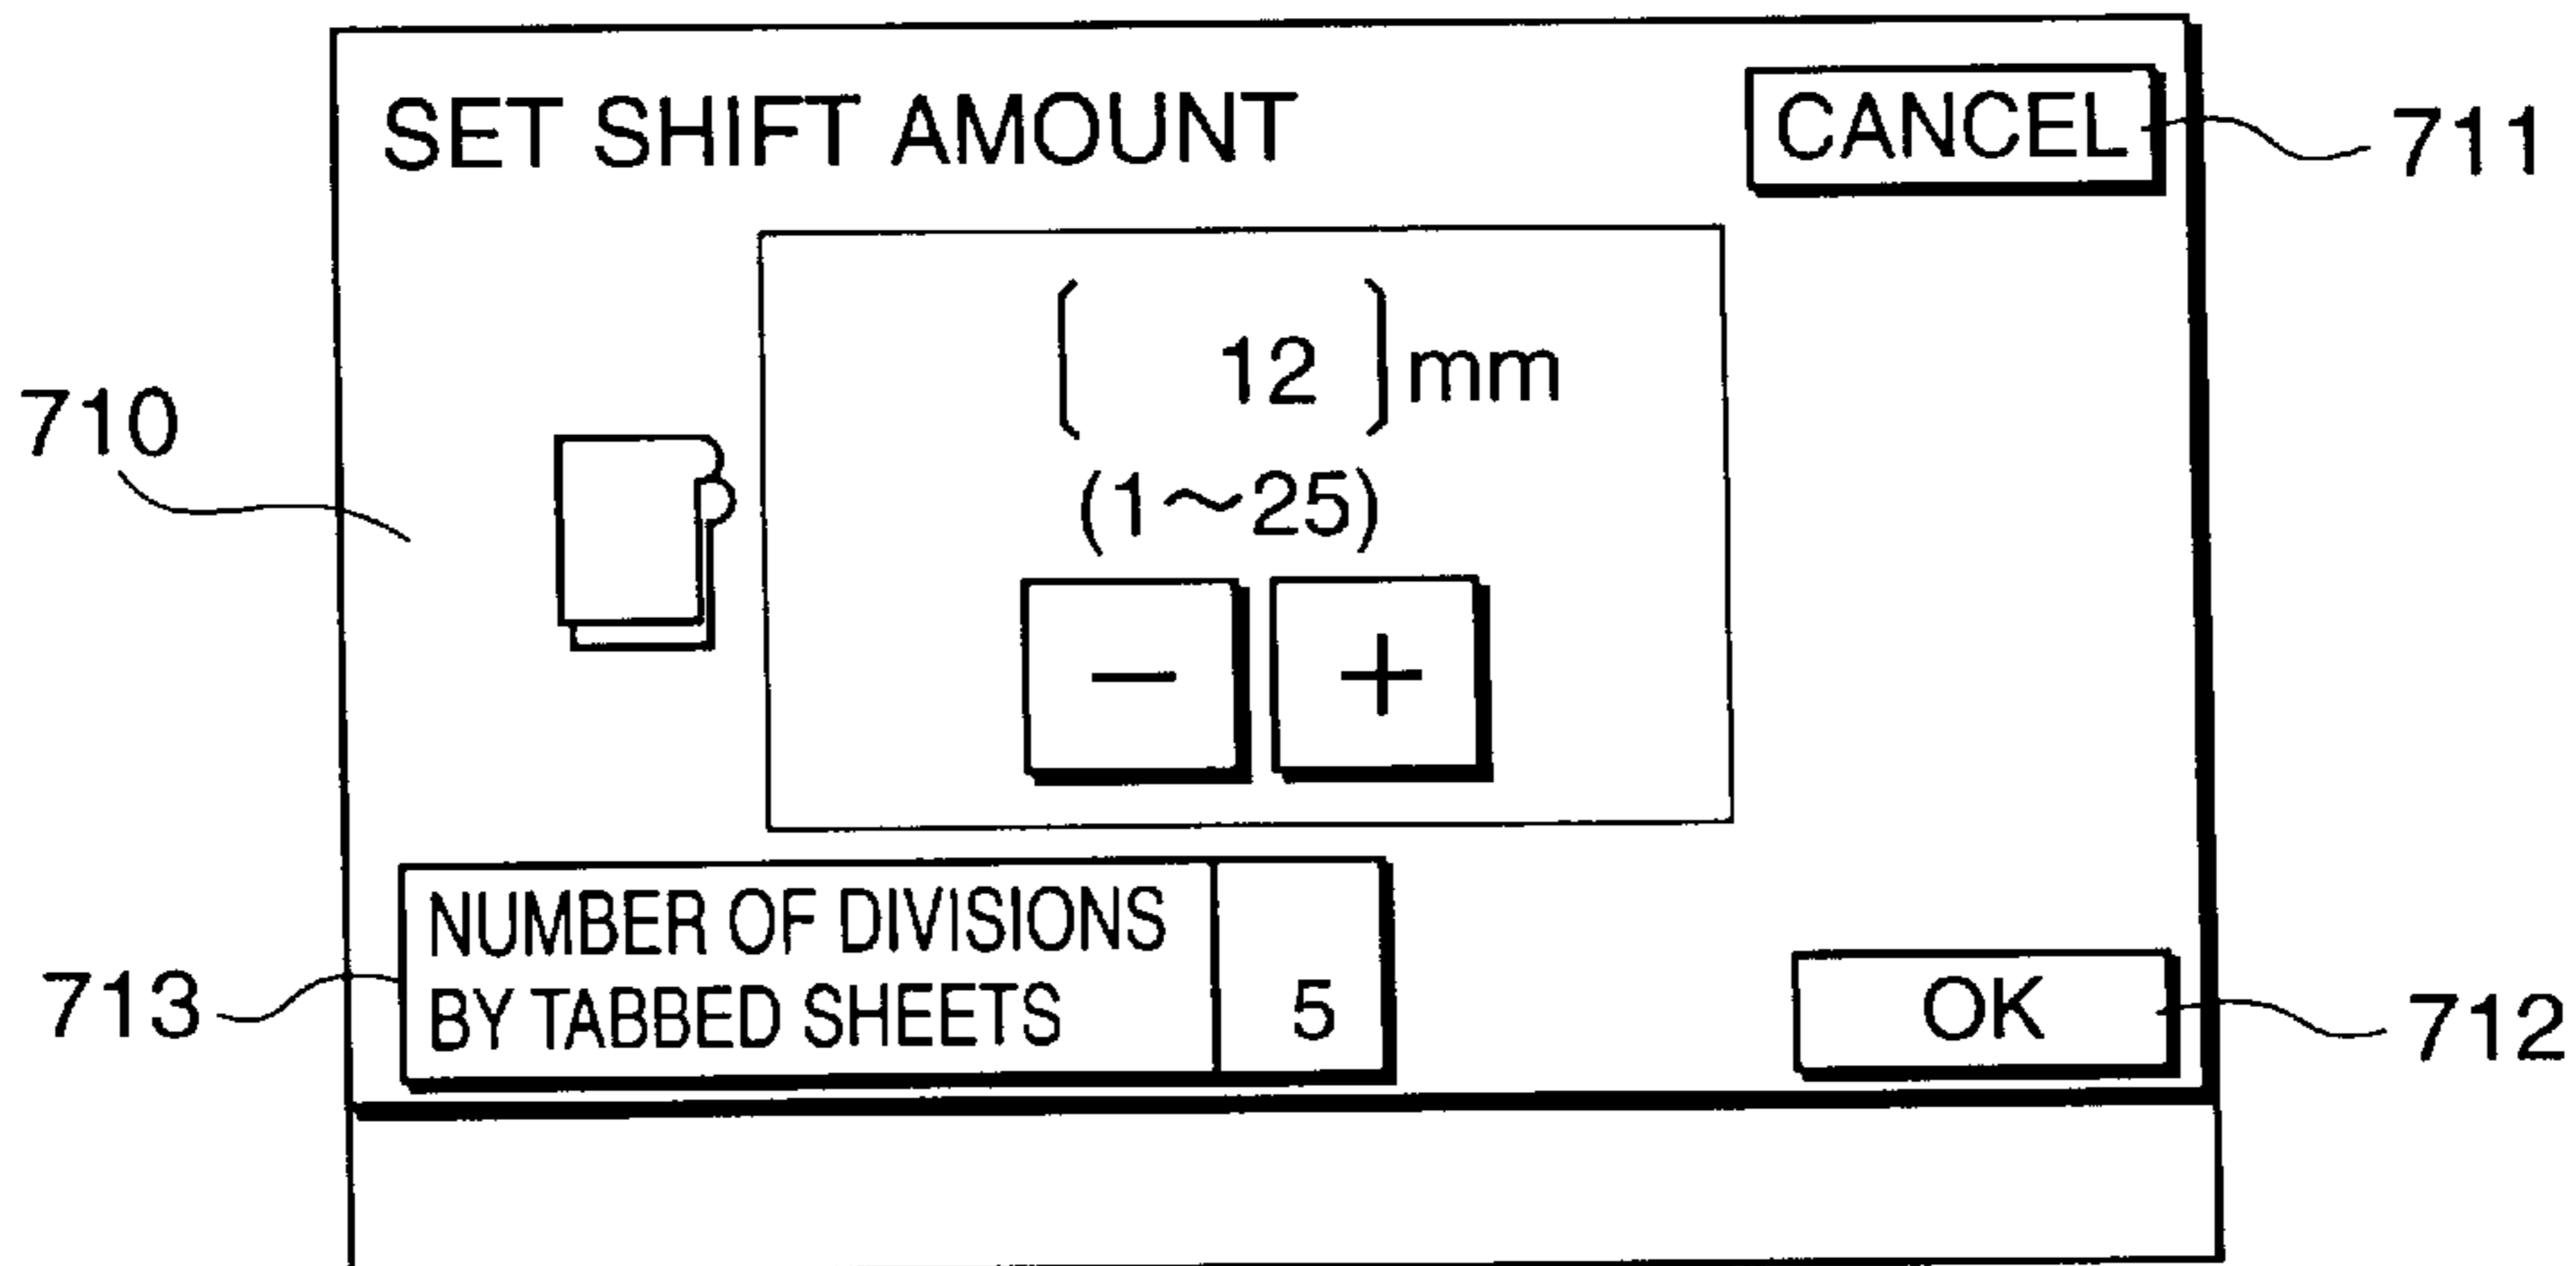 SET SHIFT AMOUNT
CANCEL
711
[ 12 ] mm
710
(1~25)
− +
NUMBER OF DIVISIONS
BY TABBED SHEETS
5
713
OK
712